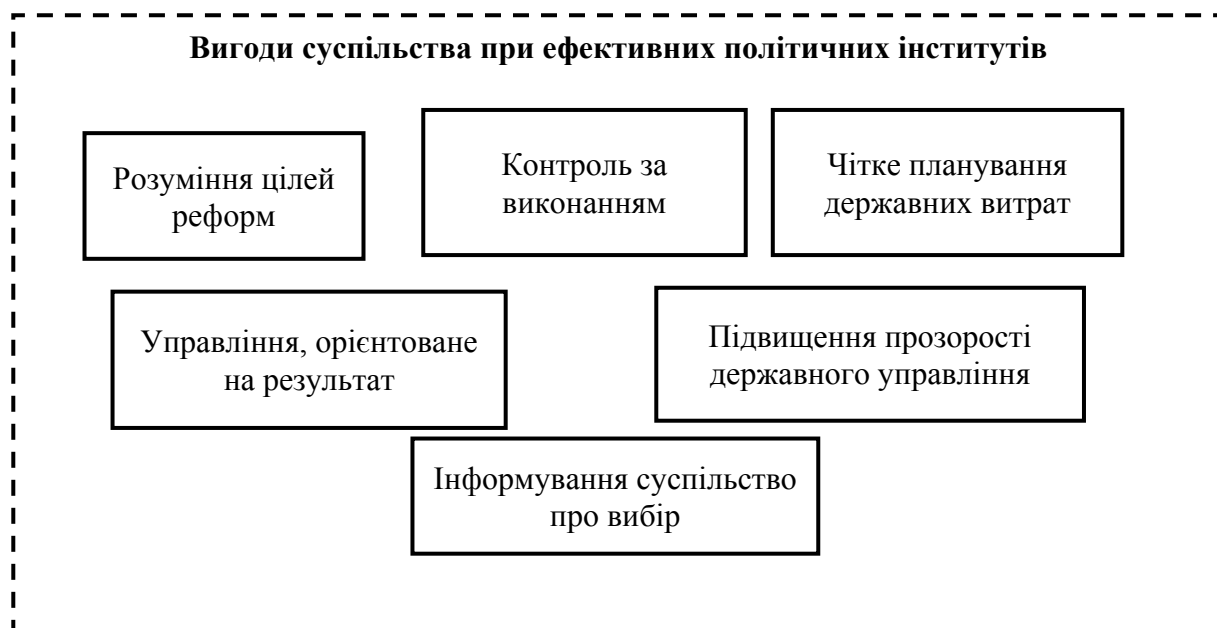 Вигоди суспільства при ефективних політичних інститутів
Розуміння цілей
реформ
Контроль за
виконанням
Чітке планування
державних витрат
Управління, орієнтоване
на результат
Підвищення прозорості
державного управління
Інформування суспільство
про вибір